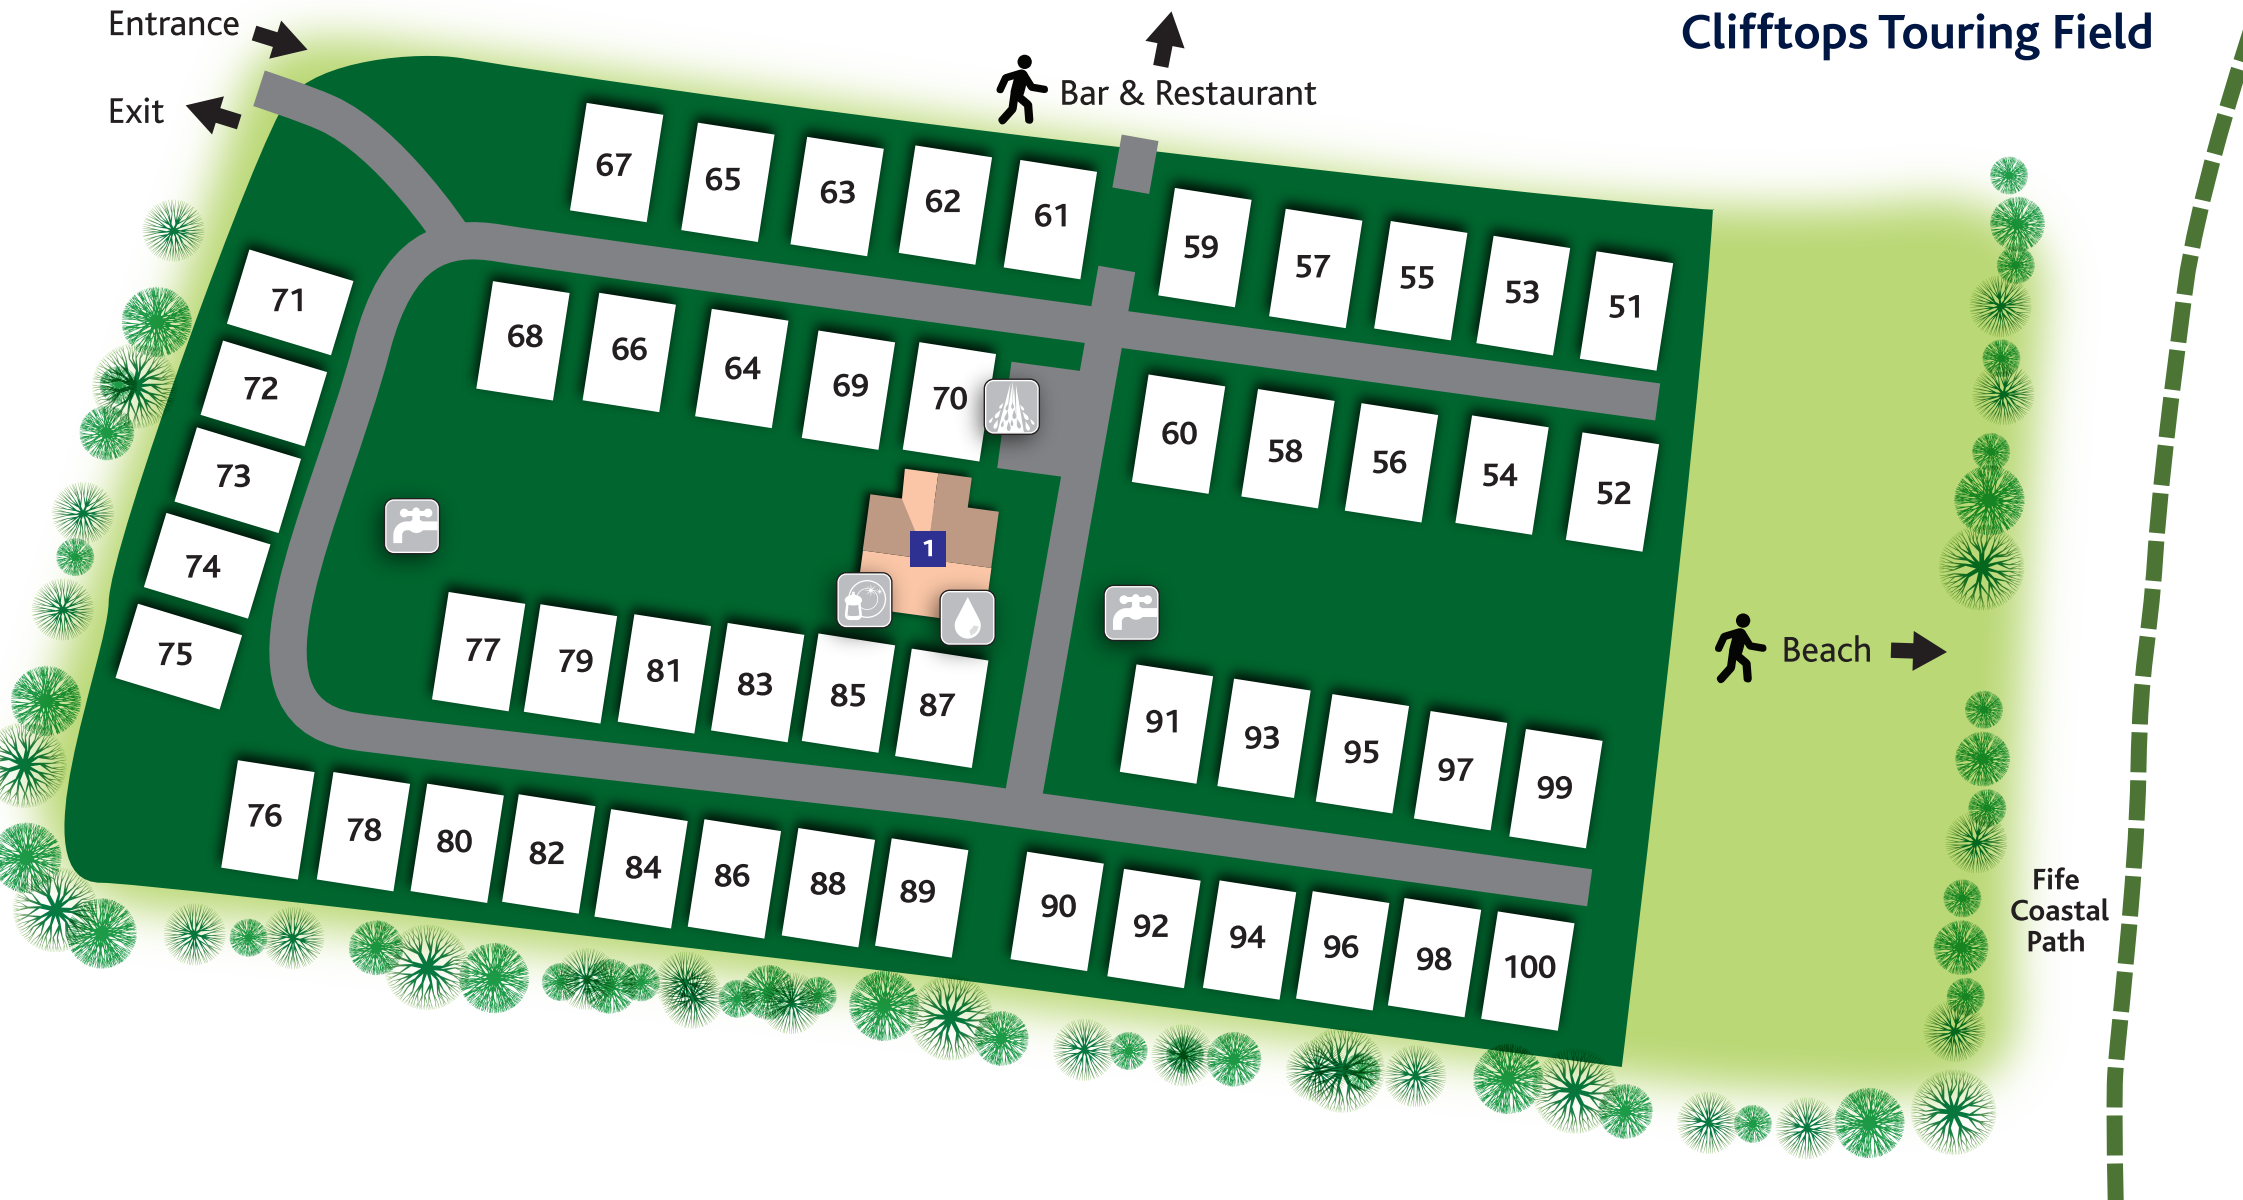 Clifftops Touring Field
Entrance
Exit
Bar & Restaurant
67 65 63 62 61
59 57 55 53 51
68 66 64 69 70
60 58 56 54 52
71
72
73
74
75
1
77 79 81 83 85 87
91 93 95 97 99
76 78 80 82 84 86 88 89
90 92 94 96 98 100
Beach
Fife
Coastal
Path